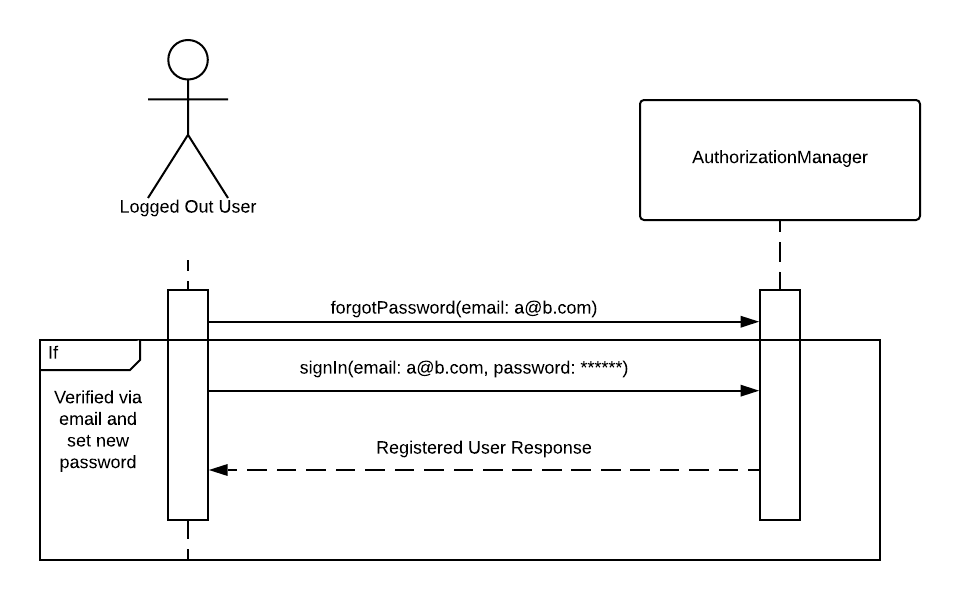 AuthorizationManager
Logged Out User
forgotPassword(email: a@b.com)
If
signIn(email: a@b.com, password: ******)
Verified via
email and
set new
password
Registered User Response